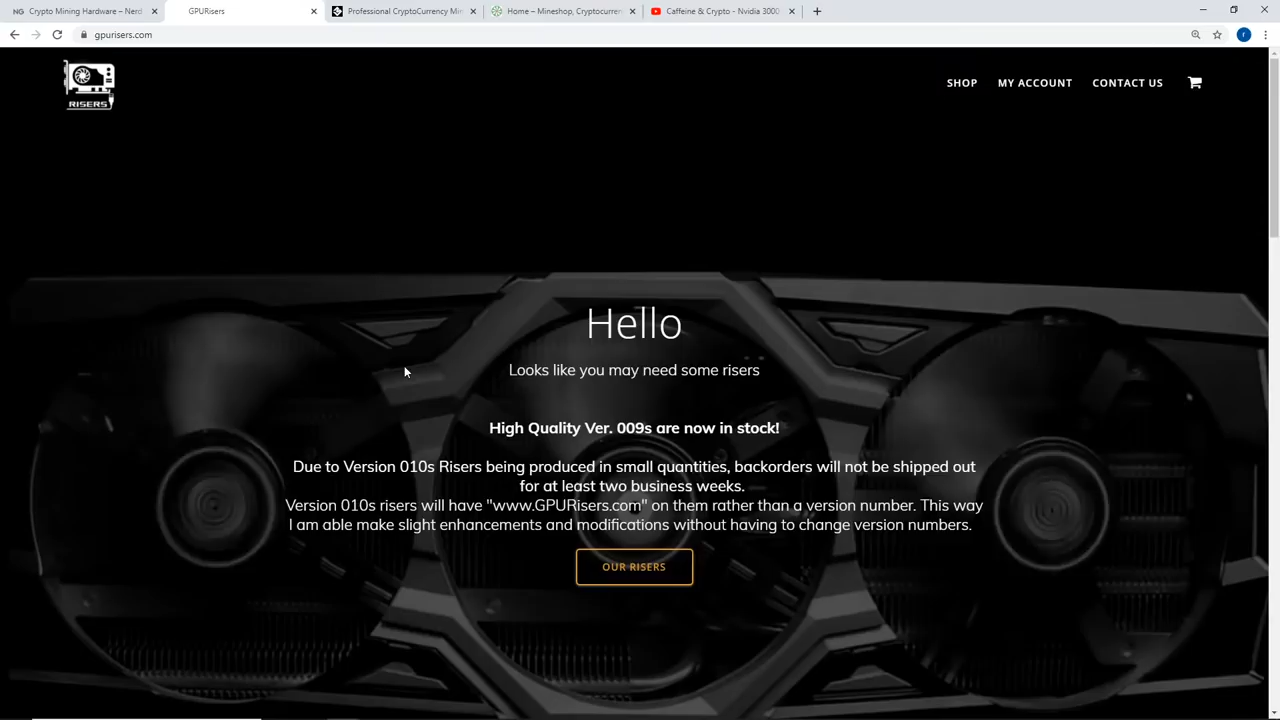 Crypto Mining Hardware – Nerd
GPURisers
Professional CryptoCurrency Min
Home – Mineshop, Cryptocurren
Caffeine & Crypto - Nvidia 3000
gpurisers.com
r
RISERS
SHOP
MY ACCOUNT
CONTACT US
Hello
Looks like you may need some risers
High Quality Ver. 009s are now in stock!
Due to Version 010s Risers being produced in small quantities, backorders will not be shipped out
for at least two business weeks.
Version 010s risers will have "www.GPURisers.com" on them rather than a version number. This way
I am able make slight enhancements and modifications without having to change version numbers.
OUR RISERS